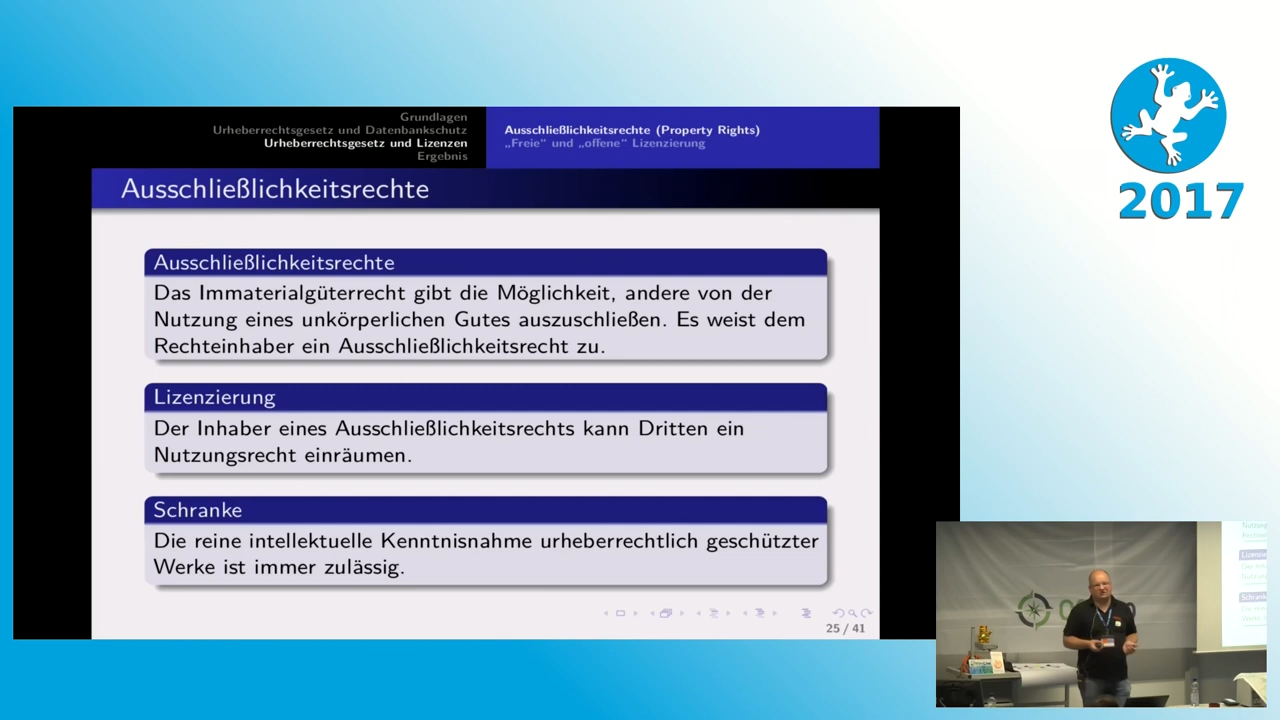 Grundlagen
Urheberrechtsgesetz und Datenbankschutz
Urheberrechtsgesetz und Lizenzen
Ergebnis
Ausschließlichkeitsrechte (Property Rights)
„Freie“ und „offene“ Lizenzierung
Ausschließlichkeitsrechte
Ausschließlichkeitsrechte
Das Immaterialgüterrecht gibt die Möglichkeit, andere von der
Nutzung eines unkörperlichen Gutes auszuschließen. Es weist dem
Rechteinhaber ein Ausschließlichkeitsrecht zu.
Lizenzierung
Der Inhaber eines Ausschließlichkeitsrechts kann Dritten ein
Nutzungsrecht einräumen.
Schranke
Die reine intellektuelle Kenntnisnahme urheberrechtlich geschützter
Werke ist immer zulässig.
25 / 41
2017